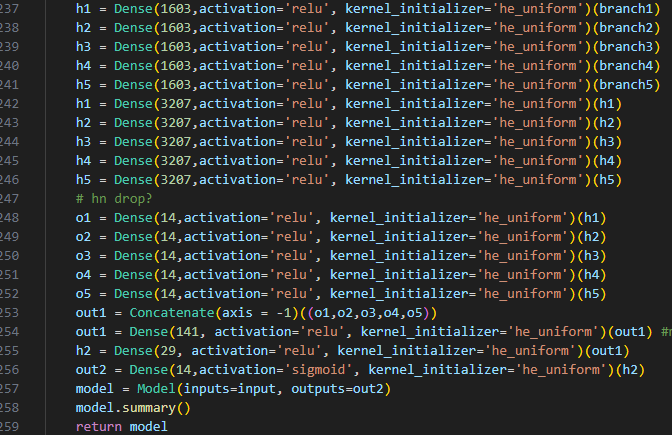 237 h1 = Dense(1603,activation='relu', kernel_initializer='he_uniform')(branch1)
238 h2 = Dense(1603,activation='relu', kernel_initializer='he_uniform')(branch2)
239 h3 = Dense(1603,activation='relu', kernel_initializer='he_uniform')(branch3)
240 h4 = Dense(1603,activation='relu', kernel_initializer='he_uniform')(branch4)
241 h5 = Dense(1603,activation='relu', kernel_initializer='he_uniform')(branch5)
242 h1 = Dense(3207,activation='relu', kernel_initializer='he_uniform')(h1)
243 h2 = Dense(3207,activation='relu', kernel_initializer='he_uniform')(h2)
244 h3 = Dense(3207,activation='relu', kernel_initializer='he_uniform')(h3)
245 h4 = Dense(3207,activation='relu', kernel_initializer='he_uniform')(h4)
246 h5 = Dense(3207,activation='relu', kernel_initializer='he_uniform')(h5)
247 # hn drop?
248 o1 = Dense(14,activation='relu', kernel_initializer='he_uniform')(h1)
249 o2 = Dense(14,activation='relu', kernel_initializer='he_uniform')(h2)
250 o3 = Dense(14,activation='relu', kernel_initializer='he_uniform')(h3)
251 o4 = Dense(14,activation='relu', kernel_initializer='he_uniform')(h4)
252 o5 = Dense(14,activation='relu', kernel_initializer='he_uniform')(h5)
253 out1 = Concatenate(axis = -1)((o1,o2,o3,o4,o5))
254 out1 = Dense(141, activation='relu', kernel_initializer='he_uniform')(out1) #
255 h2 = Dense(29, activation='relu', kernel_initializer='he_uniform')(out1)
256 out2 = Dense(14,activation='sigmoid', kernel_initializer='he_uniform')(h2)
257 model = Model(inputs=input, outputs=out2)
258 model.summary()
259 return model